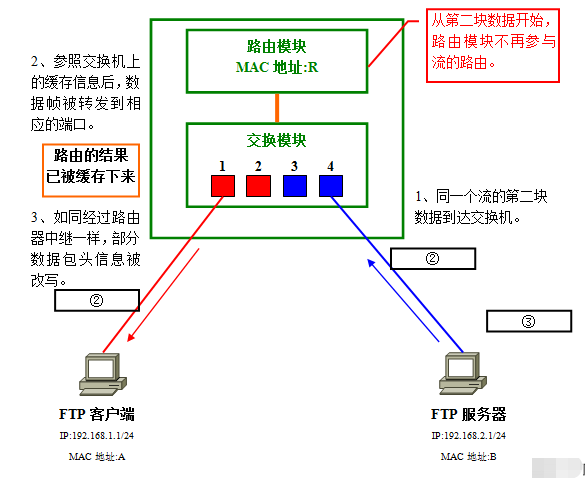 路由模块
MAC 地址:R
从第二块数据开始，
路由模块不再参与
流的路由。
2、参照交换机上
的缓存信息后，数
据帧被转发到相
应的端口。
路由的结果
已被缓存下来
交换模块
1 2 3 4
3、如同经过路由
器中继一样，部分
数据包头信息被
改写。
1、同一个流的第二块
数据到达交换机。
②
②
③
FTP 客户端
IP:192.168.1.1/24
MAC 地址:A
FTP 服务器
IP:192.168.2.1/24
MAC 地址:B